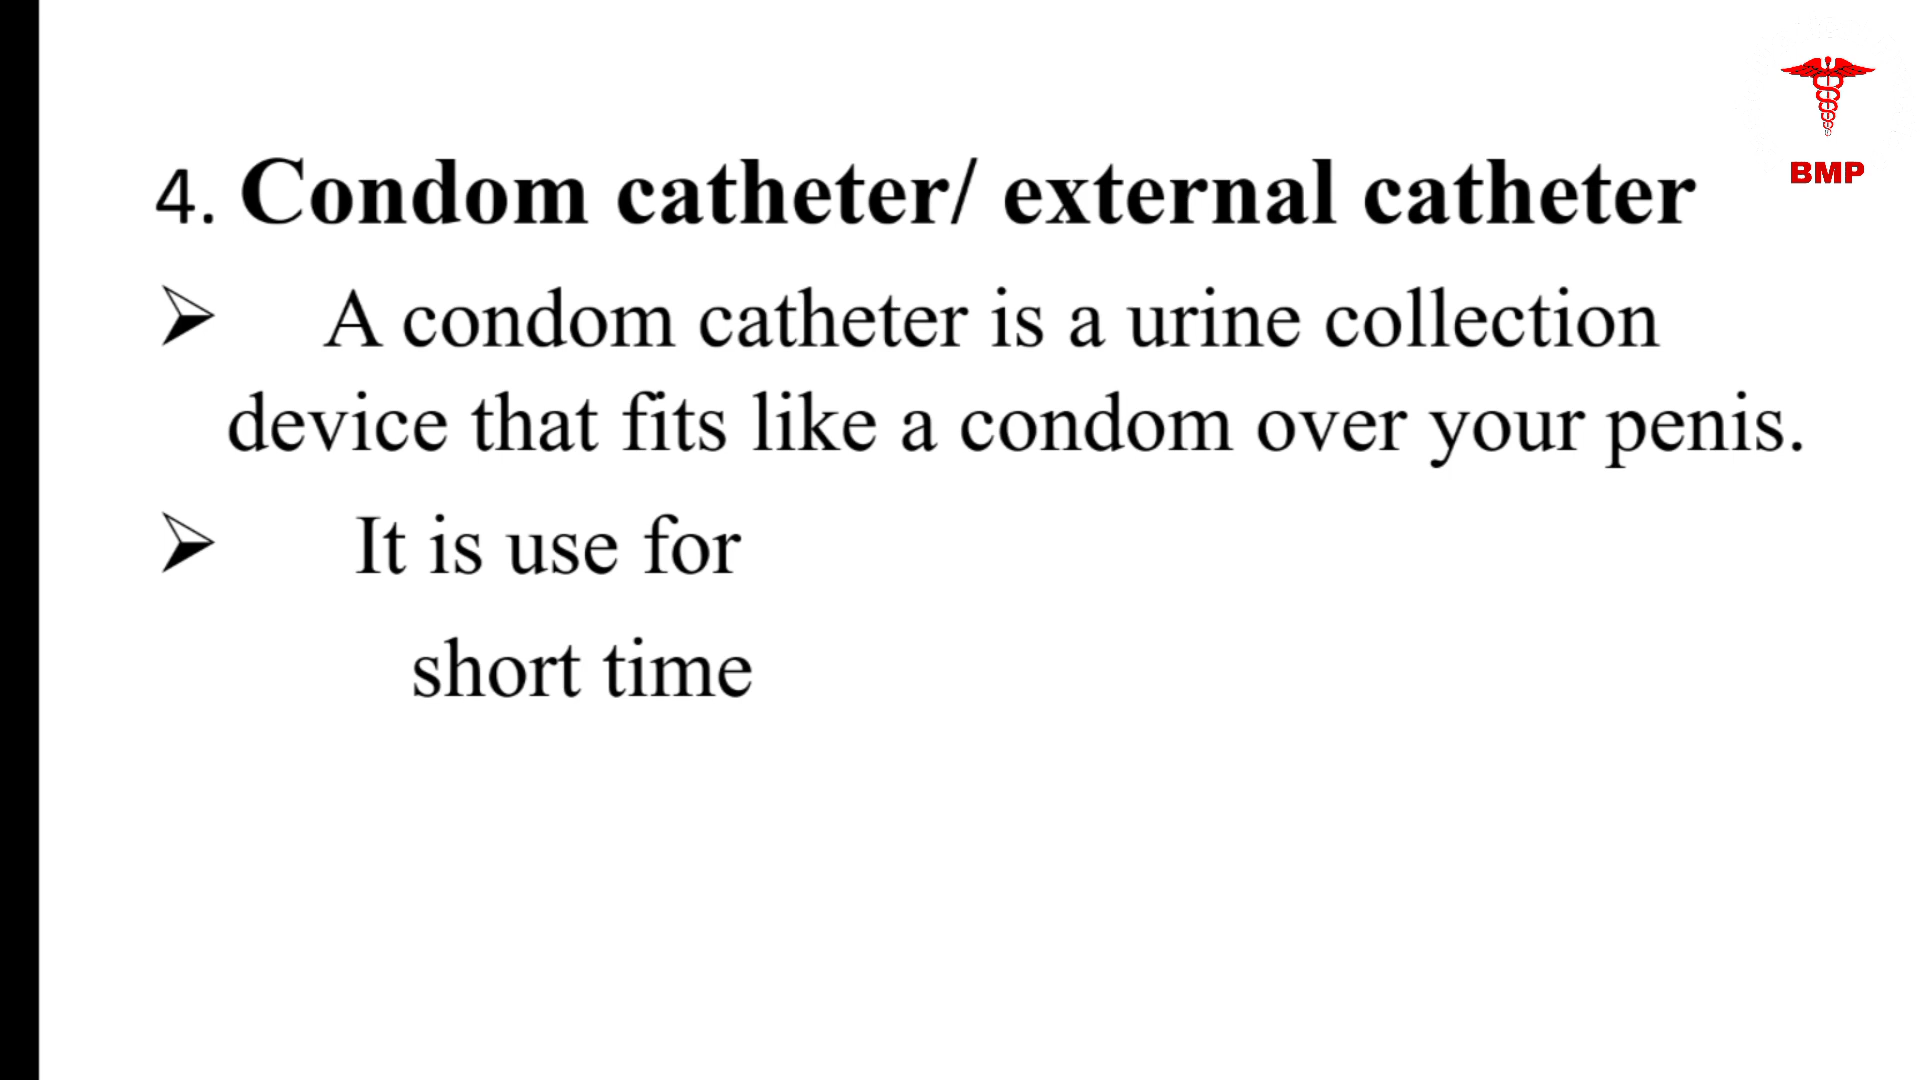 BMP
4. Condom catheter/ external catheter
➢ A condom catheter is a urine collection
device that fits like a condom over your penis.
➢ It is use for
short time